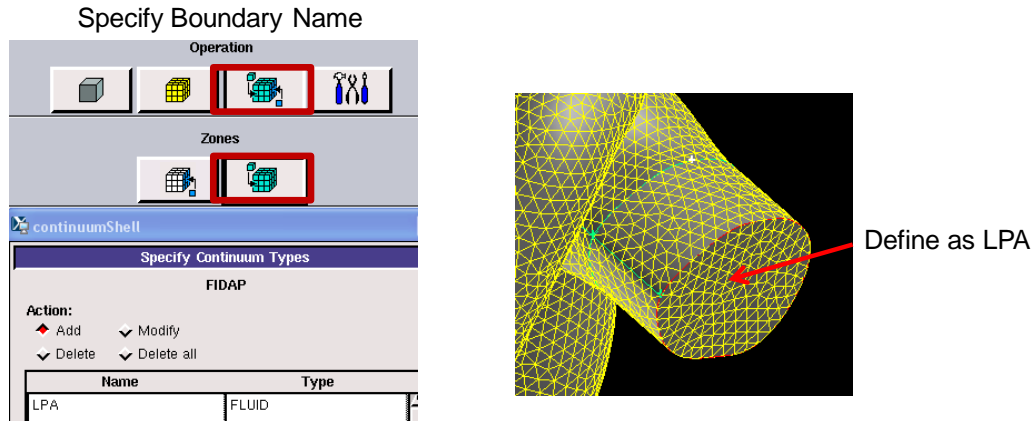 Specify Boundary Name
Operation
Zones
continuumShell
Specify Continuum Types
FIDAP
Action:
Add Modify
Delete Delete all
Name Type
LPA FLUID
Define as LPA